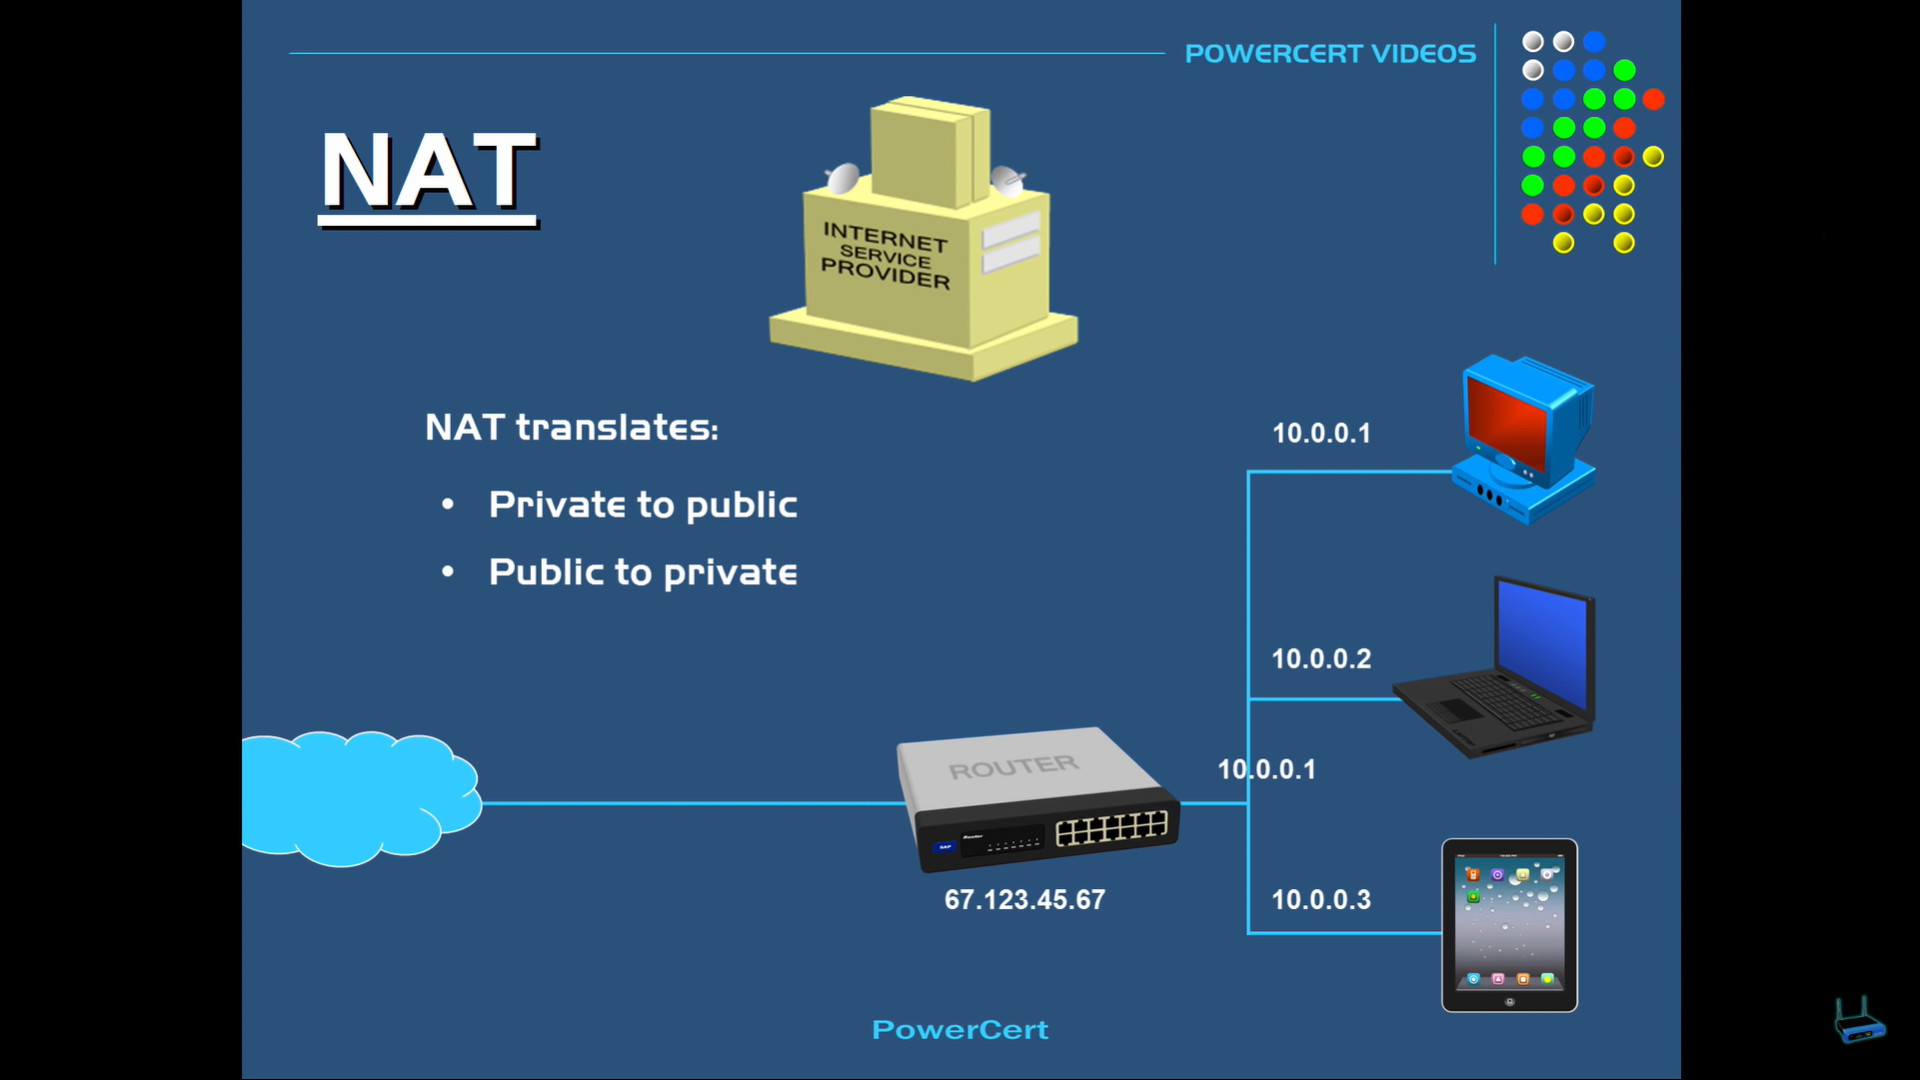 POWERCERT VIDEOS
NAT
INTERNET
SERVICE
PROVIDER
NAT translates:
• Private to public
• Public to private
10.0.0.1
10.0.0.2
10.0.0.1
ROUTER
67.123.45.67
10.0.0.3
PowerCert